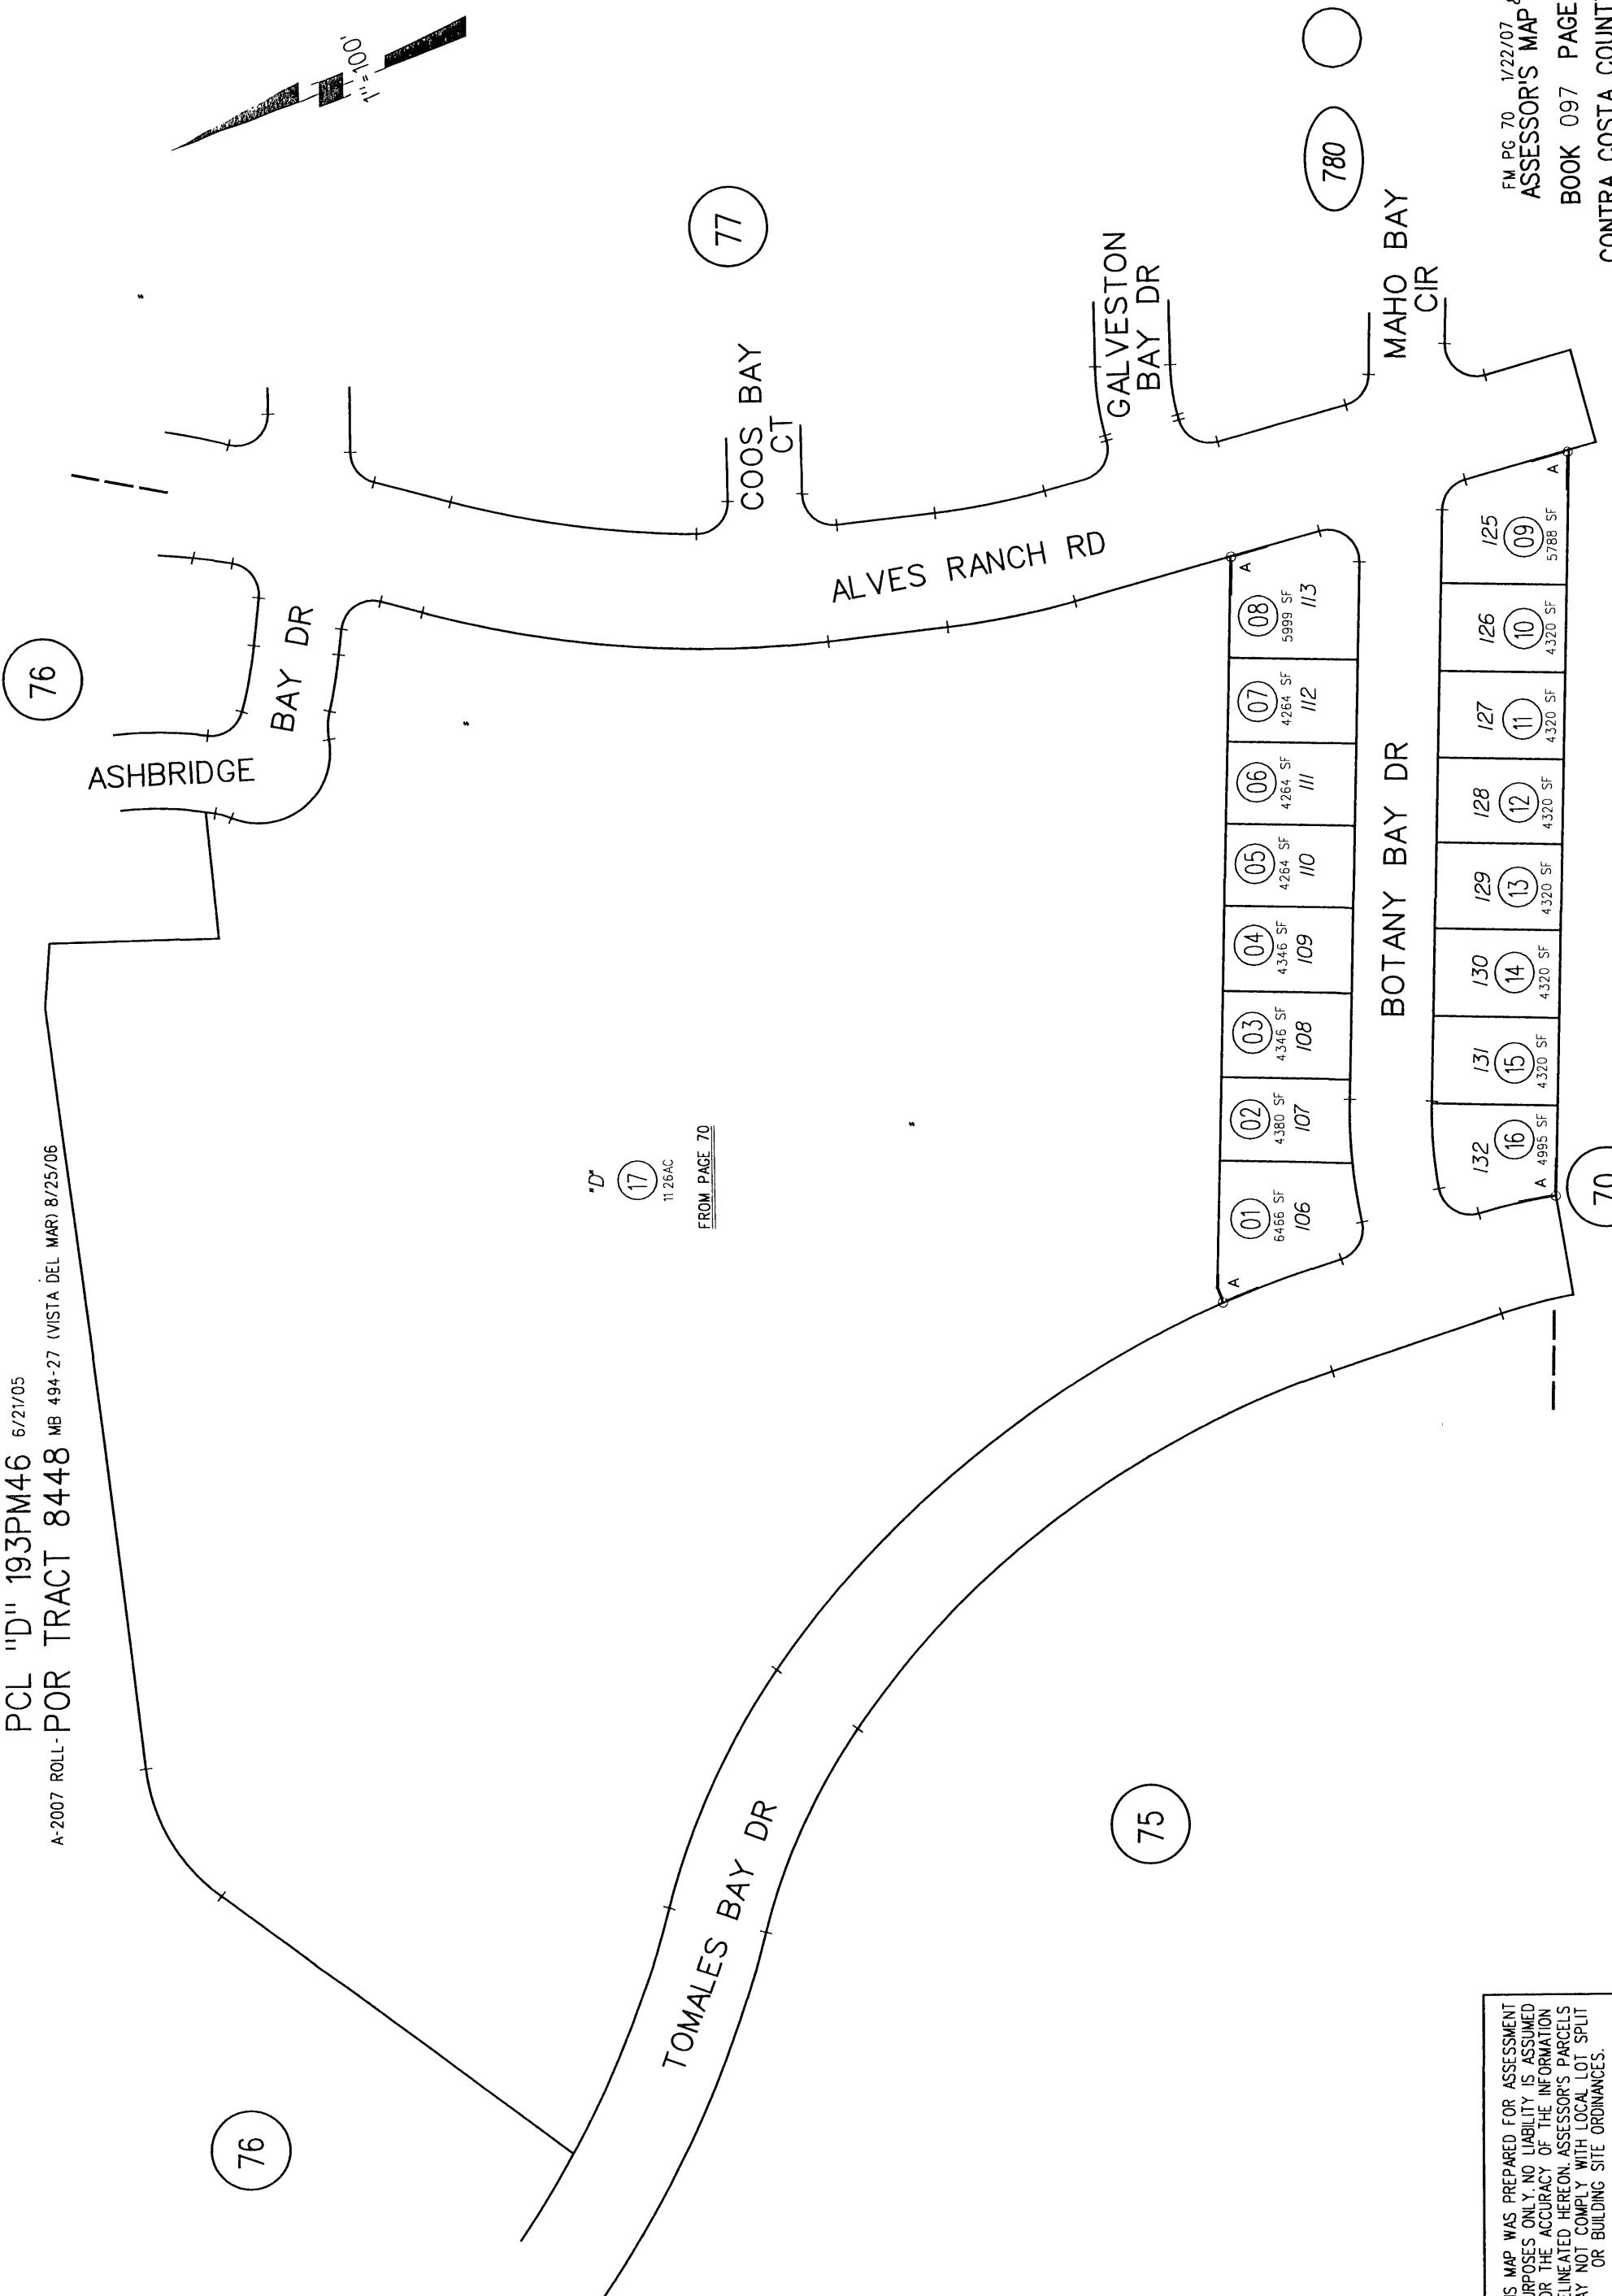 PCL "D" 193PM46 6/21/05
A-2007 ROLL- POR TRACT 8448 MB 494-27 (VISTA DEL MAR) 8/25/06
76
76
77
75
70
780
1"=100'
ASHBRIDGE
BAY DR
COOS BAY
CT
GALVESTON
BAY DR
MAHO BAY
CIR
ALVES RANCH RD
TOMALES BAY DR
BOTANY BAY DR
"D"
17
11 26AC
FROM PAGE 70
A
01
6466 SF
106
02
4380 SF
107
03
4346 SF
108
04
4346 SF
109
05
4264 SF
110
06
4264 SF
111
07
4264 SF
112
A
08
5999 SF
113
132
16
A 4995 SF
131
15
4320 SF
130
14
4320 SF
129
13
4320 SF
128
12
4320 SF
127
11
4320 SF
126
10
4320 SF
125
09
5788 SF
A
FM PG 70 1/22/07
ASSESSOR'S MAP
BOOK 097 PAGE
CONTRA COSTA
MAP WAS PREPARED FOR ASSESSMENT
ONLY. NO LIABILITY IS ASSUMED
THE ACCURACY OF THE INFORMATION
HEREON. ASSESSOR'S PARCELS
NOT COMPLY WITH LOCAL LOT SPLIT
OR BUILDING SITE ORDINANCES.